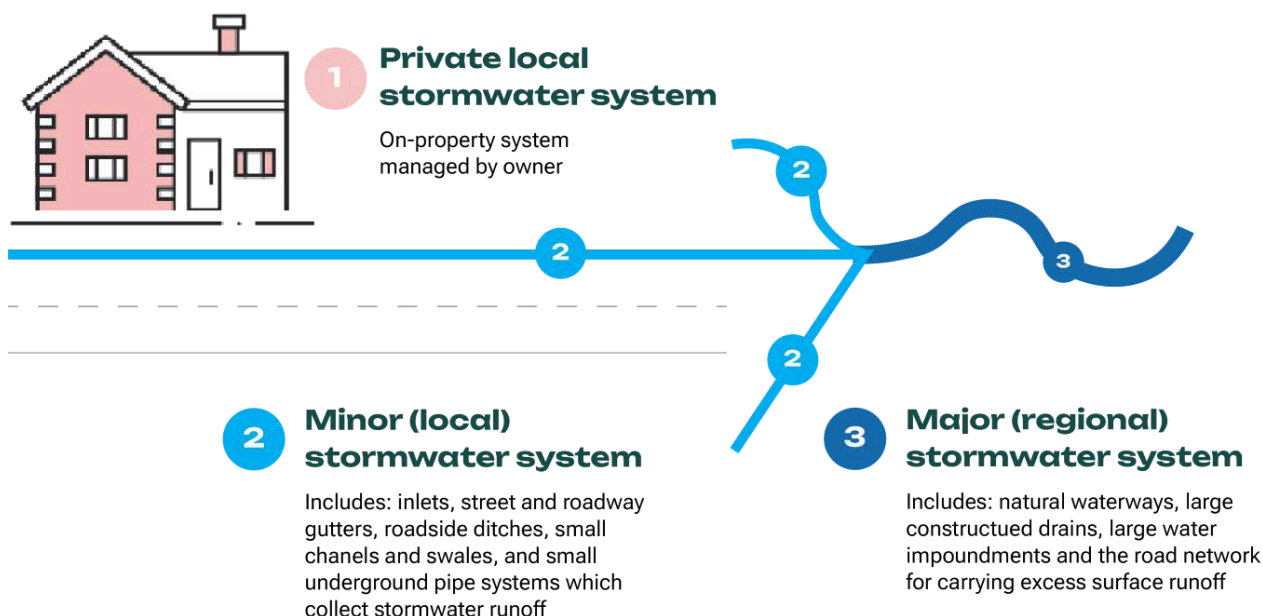 1
Private local
stormwater system
On-property system
managed by owner
2
2
3
2
2
Minor (local)
stormwater system
Includes: inlets, street and roadway
gutters, roadside ditches, small
chanels and swales, and small
underground pipe systems which
collect stormwater runoff
3
Major (regional)
stormwater system
Includes: natural waterways, large
constructued drains, large water
impoundments and the road network
for carrying excess surface runoff